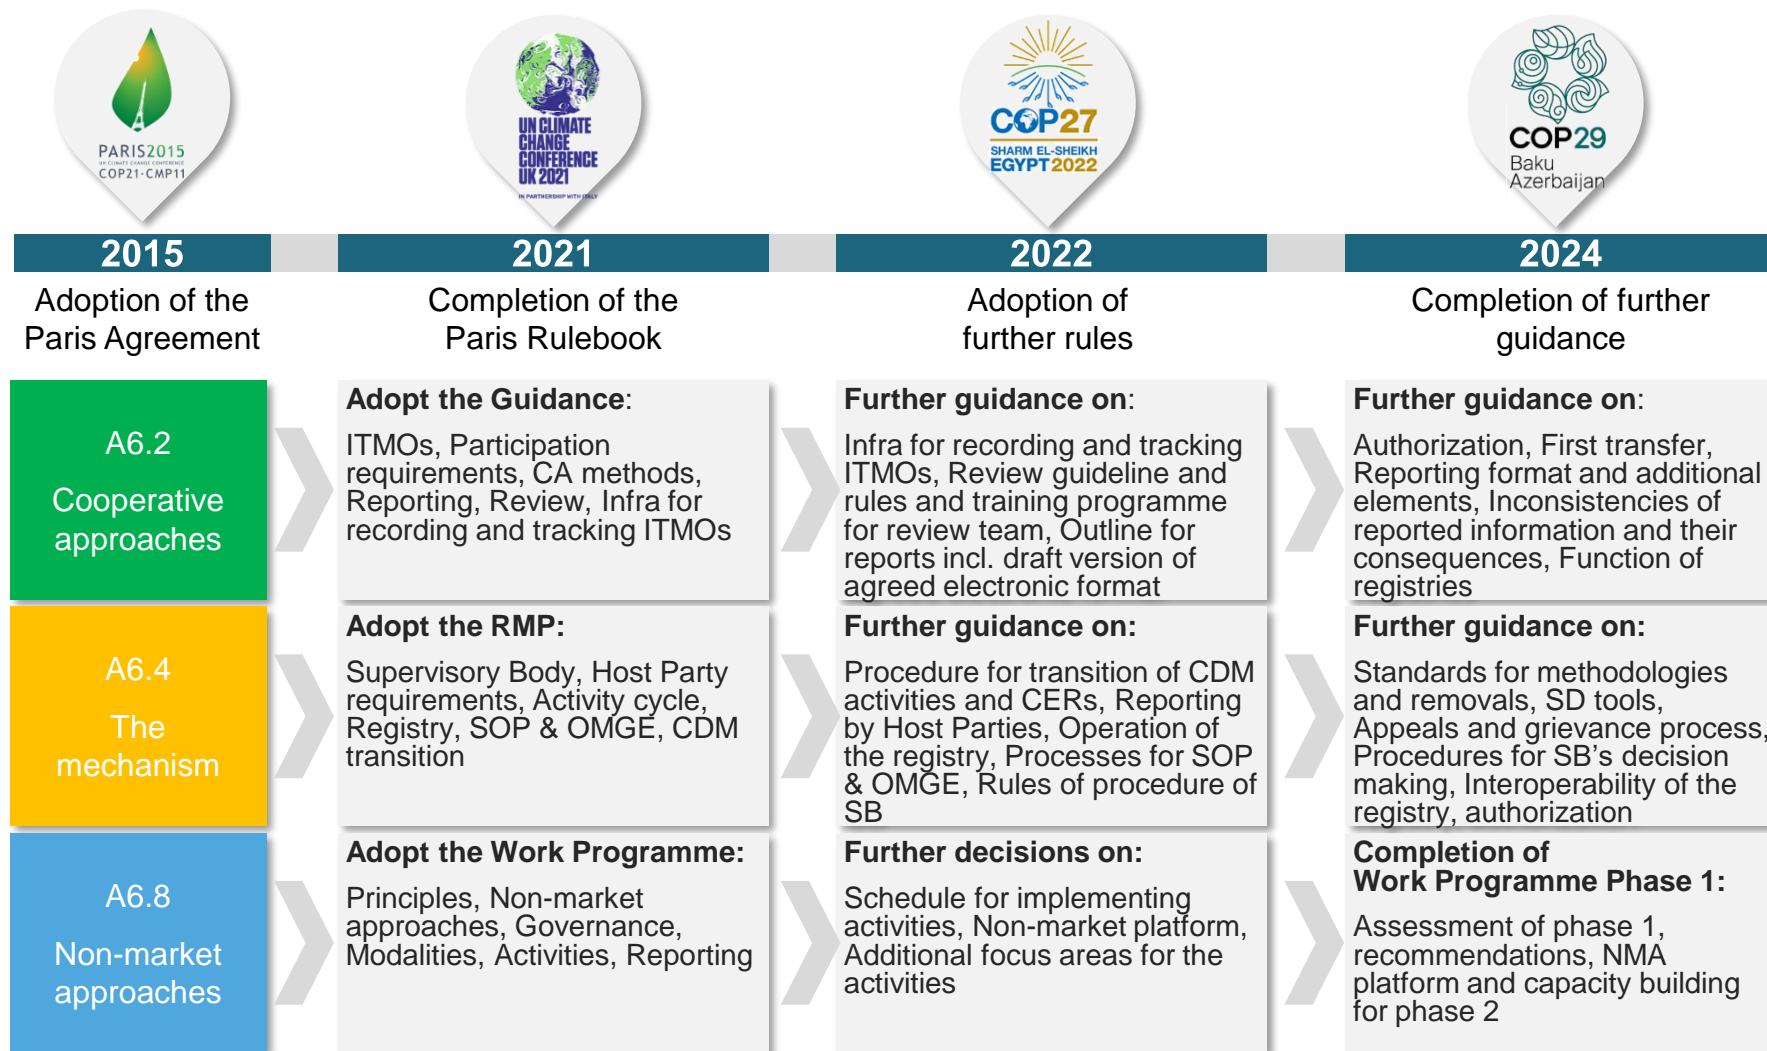 PARIS2015
UN CLIMATE CHANGE CONFERENCE
COP21·CMP11
UN CLIMATE
CHANGE
CONFERENCE
UK 2021
IN PARTNERSHIP WITH ITALY
COP27
SHARM EL-SHEIKH
EGYPT2022
COP29
Baku
Azerbaijan
2015
2021
2022
2024
Adoption of the
Paris Agreement
Completion of the
Paris Rulebook
Adoption of
further rules
Completion of further
guidance
A6.2
Cooperative
approaches
Adopt the Guidance:
ITMOs, Participation
requirements, CA methods,
Reporting, Review, Infra for
recording and tracking ITMOs
Further guidance on:
Infra for recording and tracking
ITMOs, Review guideline and
rules and training programme
for review team, Outline for
reports incl. draft version of
agreed electronic format
Further guidance on:
Authorization, First transfer,
Reporting format and additional
elements, Inconsistencies of
reported information and their
consequences, Function of
registries
A6.4
The
mechanism
Adopt the RMP:
Supervisory Body, Host Party
requirements, Activity cycle,
Registry, SOP & OMGE, CDM
transition
Further guidance on:
Procedure for transition of CDM
activities and CERs, Reporting
by Host Parties, Operation of
the registry, Processes for SOP
& OMGE, Rules of procedure of
SB
Further guidance on:
Standards for methodologies
and removals, SD tools,
Appeals and grievance process,
Procedures for SB's decision
making, Interoperability of the
registry, authorization
A6.8
Non-market
approaches
Adopt the Work Programme:
Principles, Non-market
approaches, Governance,
Modalities, Activities, Reporting
Further decisions on:
Schedule for implementing
activities, Non-market platform,
Additional focus areas for the
activities
Completion of
Work Programme Phase 1:
Assessment of phase 1,
recommendations, NMA
platform and capacity building
for phase 2